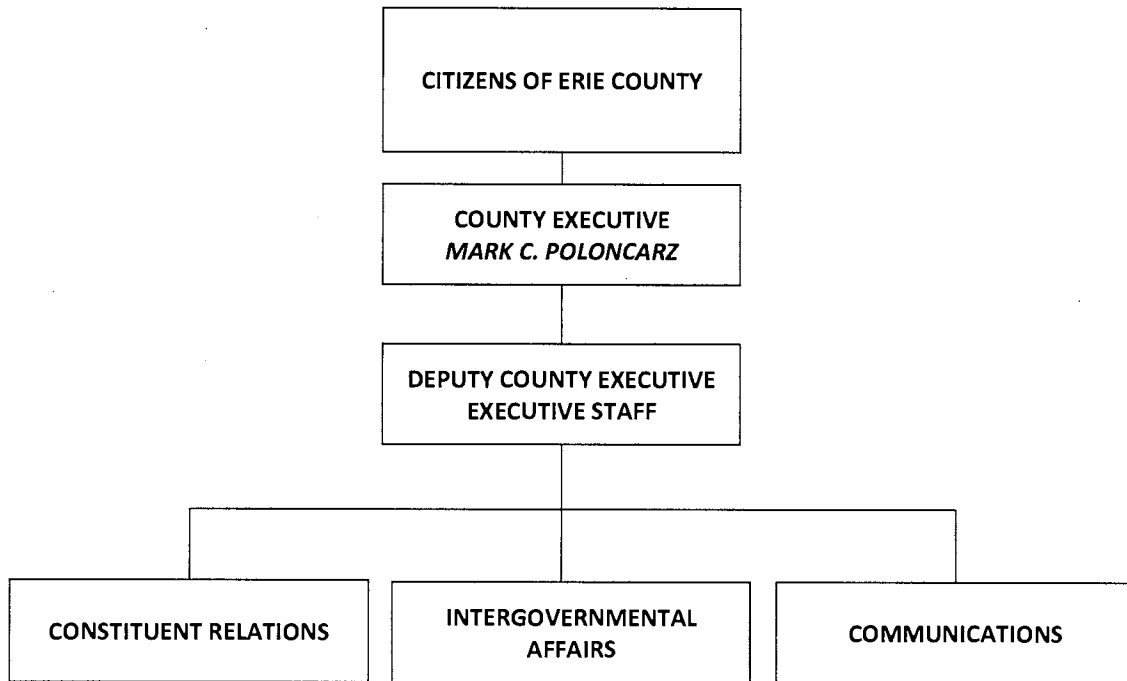 CITIZENS OF ERIE COUNTY
COUNTY EXECUTIVE
MARK C. POLONCARZ
DEPUTY COUNTY EXECUTIVE
EXECUTIVE STAFF
CONSTITUENT RELATIONS
INTERGOVERNMENTAL
AFFAIRS
COMMUNICATIONS